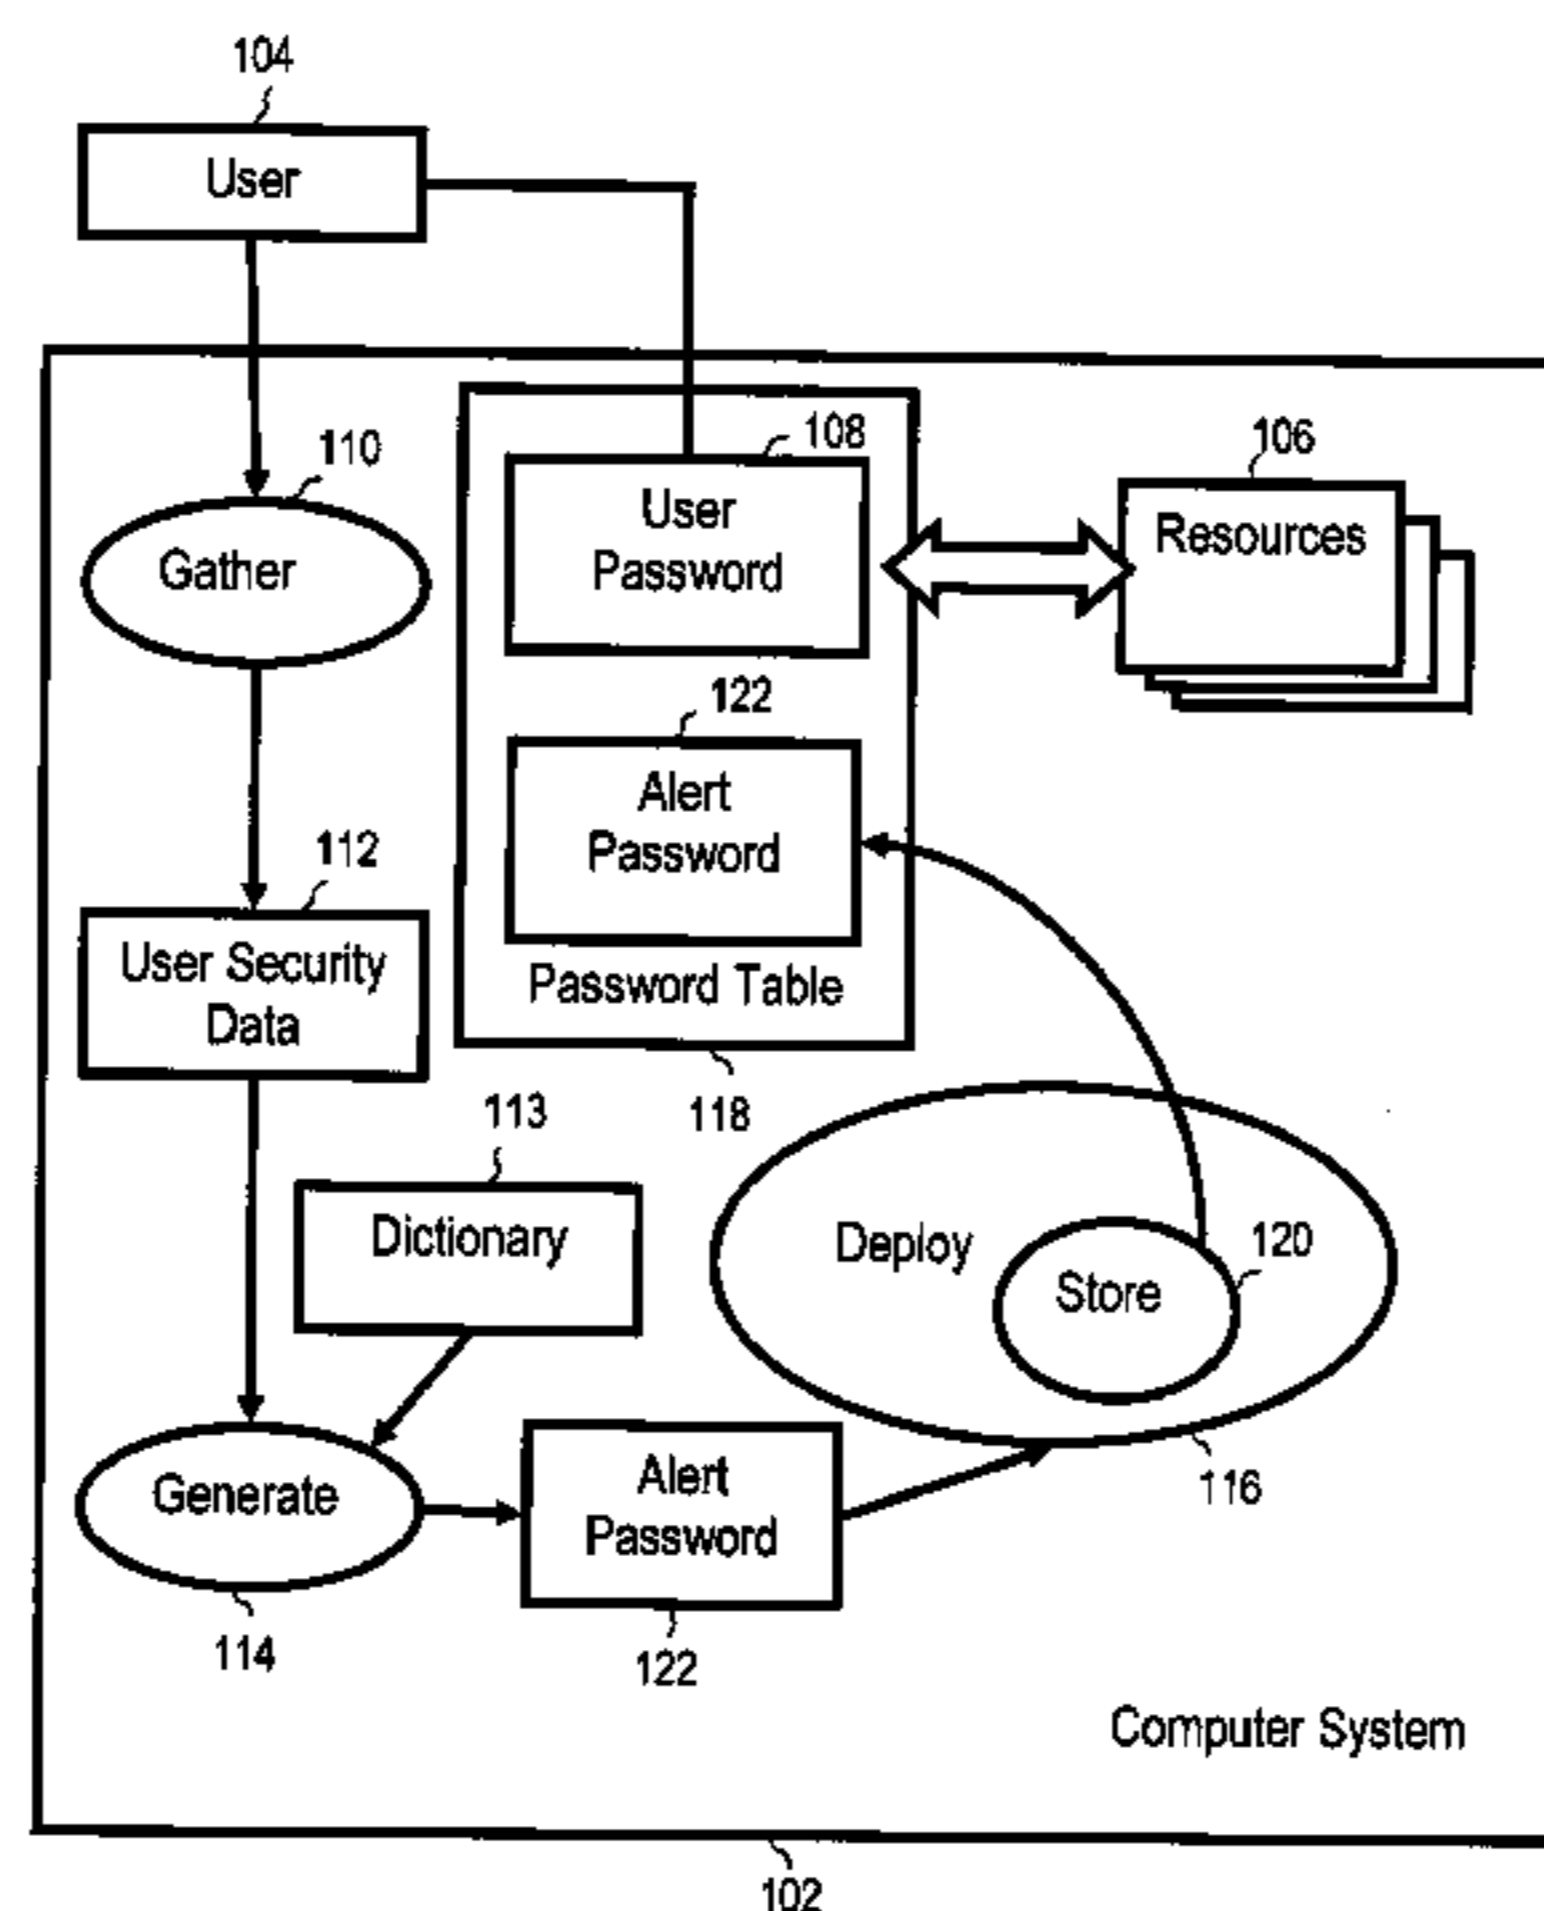 104
User
110
Gather
108
User
Password
106
Resources
122
Alert
Password
112
User Security
Data
Password Table
118
113
Dictionary
Deploy
Store
120
116
Generate
114
Alert
Password
122
Computer System
102